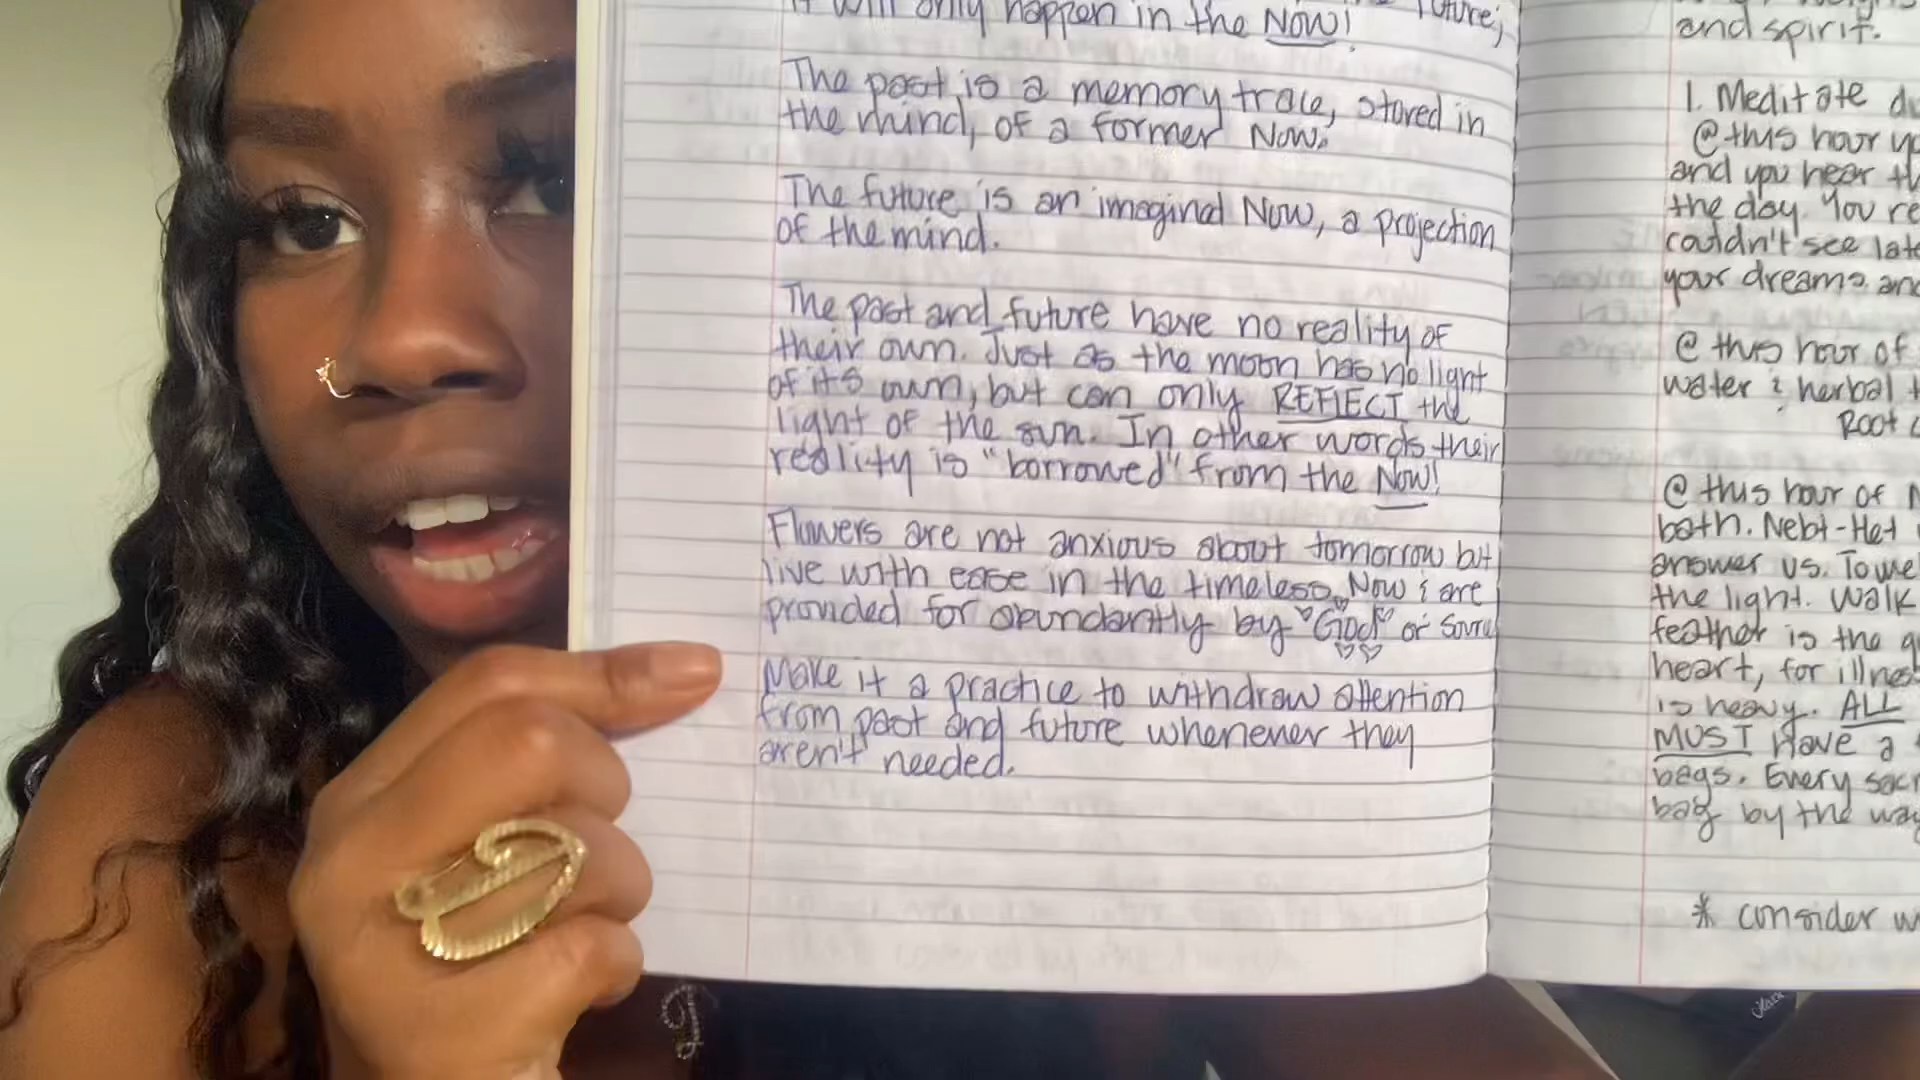 it will only happen in the Now!
The past is a memory trace, stored in
the mind, of a former Now.
The future is an imagined Now, a projection
of the mind.
The past and future have no reality of
their own. Just as the moon has no light
of it's own, but can only REFLECT the
light of the sun. In other words their
reality is "borrowed" from the Now!
Flowers are not anxious about tomorrow but
live with ease in the timeless Now & are
provided for abundantly by "God" or
Make it a practice to withdraw attention
from past and future whenever they
aren't needed.
and spirit.
1. Meditate
@ this hour
and you hear
the day. You
couldn't see
your dreams. and
@ this hour of
water & herbal
Root
@ this hour of
bath. Nebt-Het
answer us.
the light. Walk
feather is the
heart, for
is heavy. ALL
MUST have a
bags. Every
bag by the way
* consider